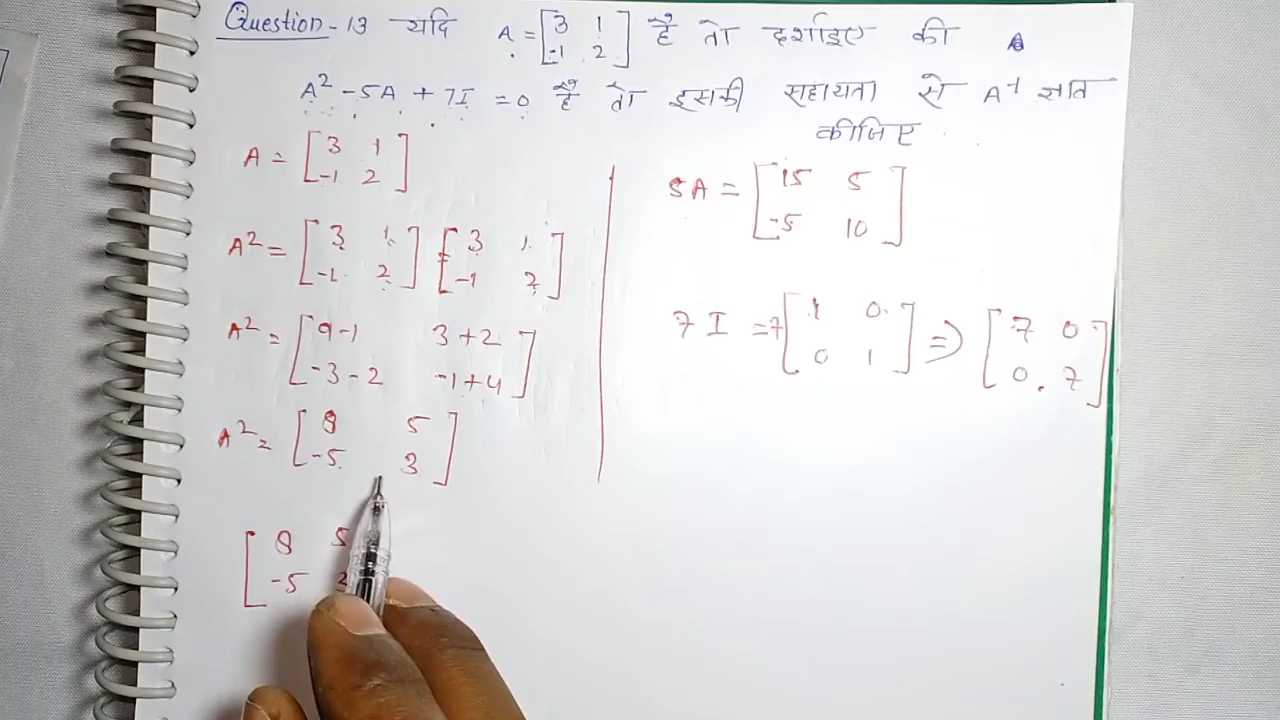 Question-13 यदि A = [3 1 -1 2] है तो दर्शाइए की A
A² - 5A + 7I = 0 है तो इसकी सहायता से A⁻¹ ज्ञात
कीजिए
A = [3 1 -1 2]
A² = [3 1 -1 2] [3 1 -1 2]
A² = [9-1 3+2 -3-2 -1+4]
A² = [8 5 -5 3]
[8 5 -5
5A = [15 5 -5 10]
7I = 7[1 0 0 1] ⇒ [7 0 0. 7]